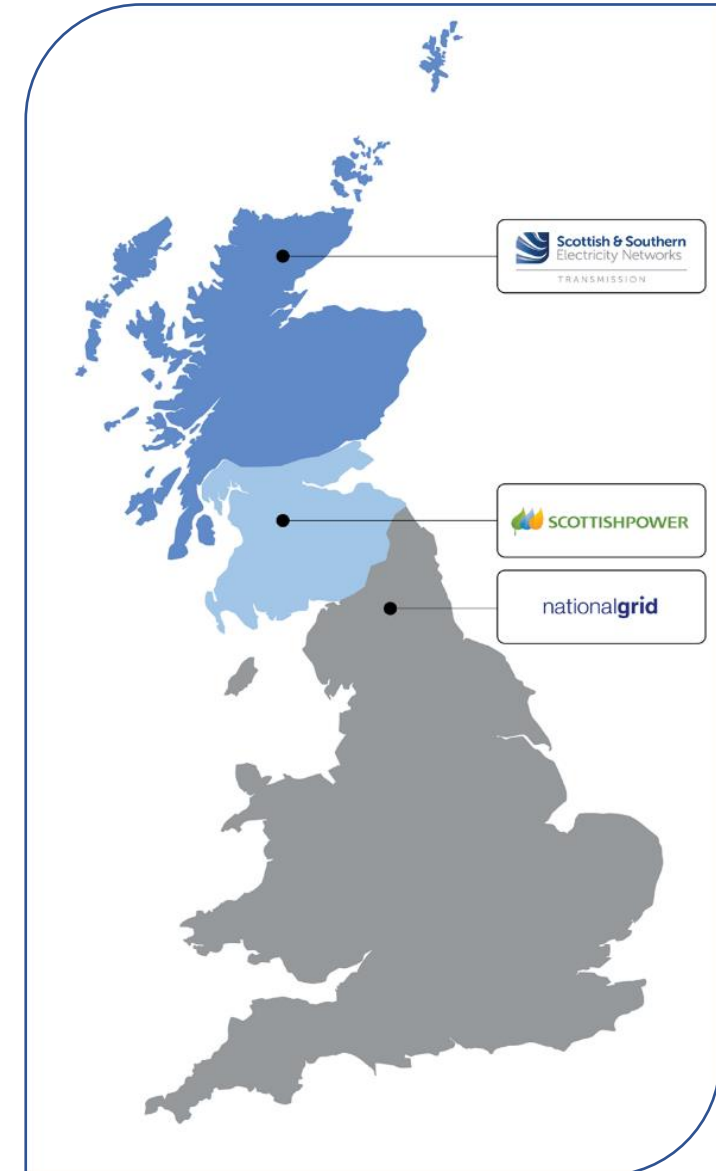 Scottish & Southern
Electricity Networks
TRANSMISSION
SCOTTISHPOWER
nationalgrid